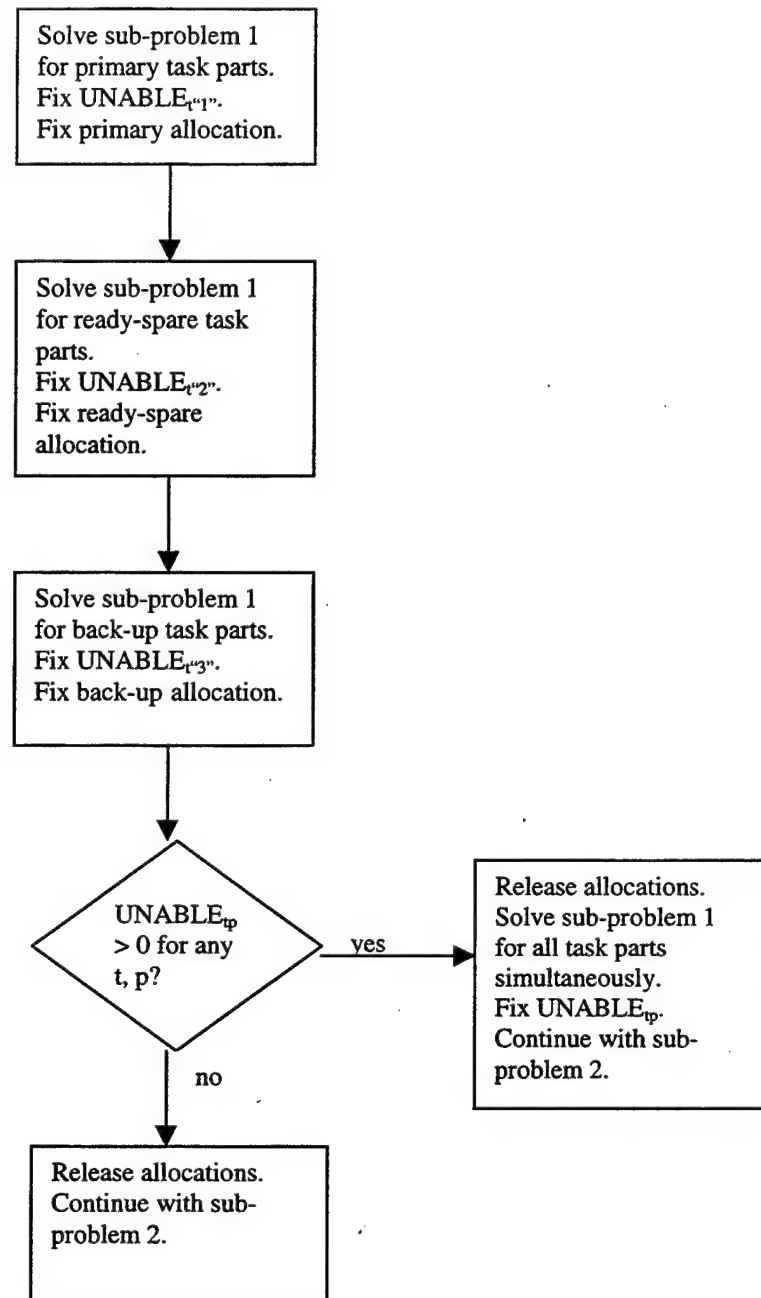 Solve sub-problem 1
for primary task parts.
Fix UNABLEt“1”.
Fix primary allocation.
Solve sub-problem 1
for ready-spare task
parts.
Fix UNABLEt“2”.
Fix ready-spare
allocation.
Solve sub-problem 1
for back-up task parts.
Fix UNABLEt“3”.
Fix back-up allocation.
UNABLEtp
> 0 for any
t, p?
yes
Release allocations.
Solve sub-problem 1
for all task parts
simultaneously.
Fix UNABLEtp.
Continue with sub-
problem 2.
no
Release allocations.
Continue with sub-
problem 2.